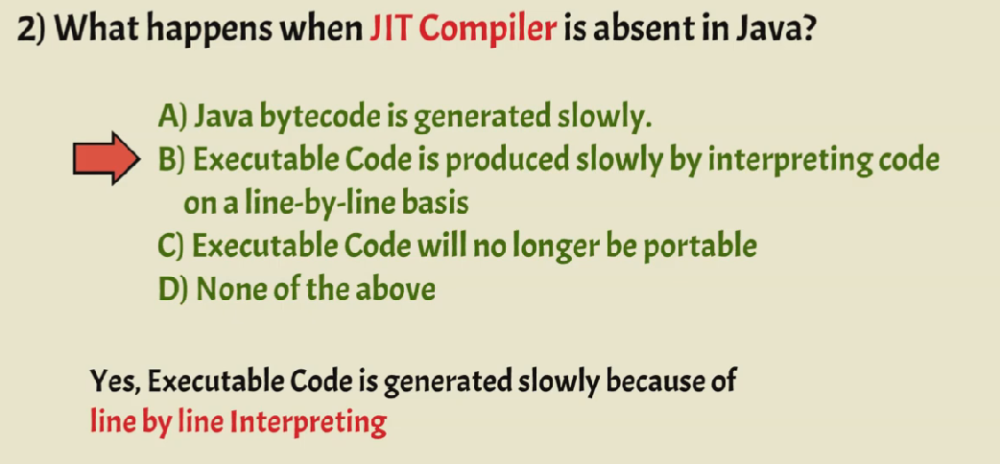 2) What happens when JIT Compiler is absent in Java?
A) Java bytecode is generated slowly.
B) Executable Code is produced slowly by interpreting code
on a line-by-line basis
C) Executable Code will no longer be portable
D) None of the above
Yes, Executable Code is generated slowly because of
line by line Interpreting